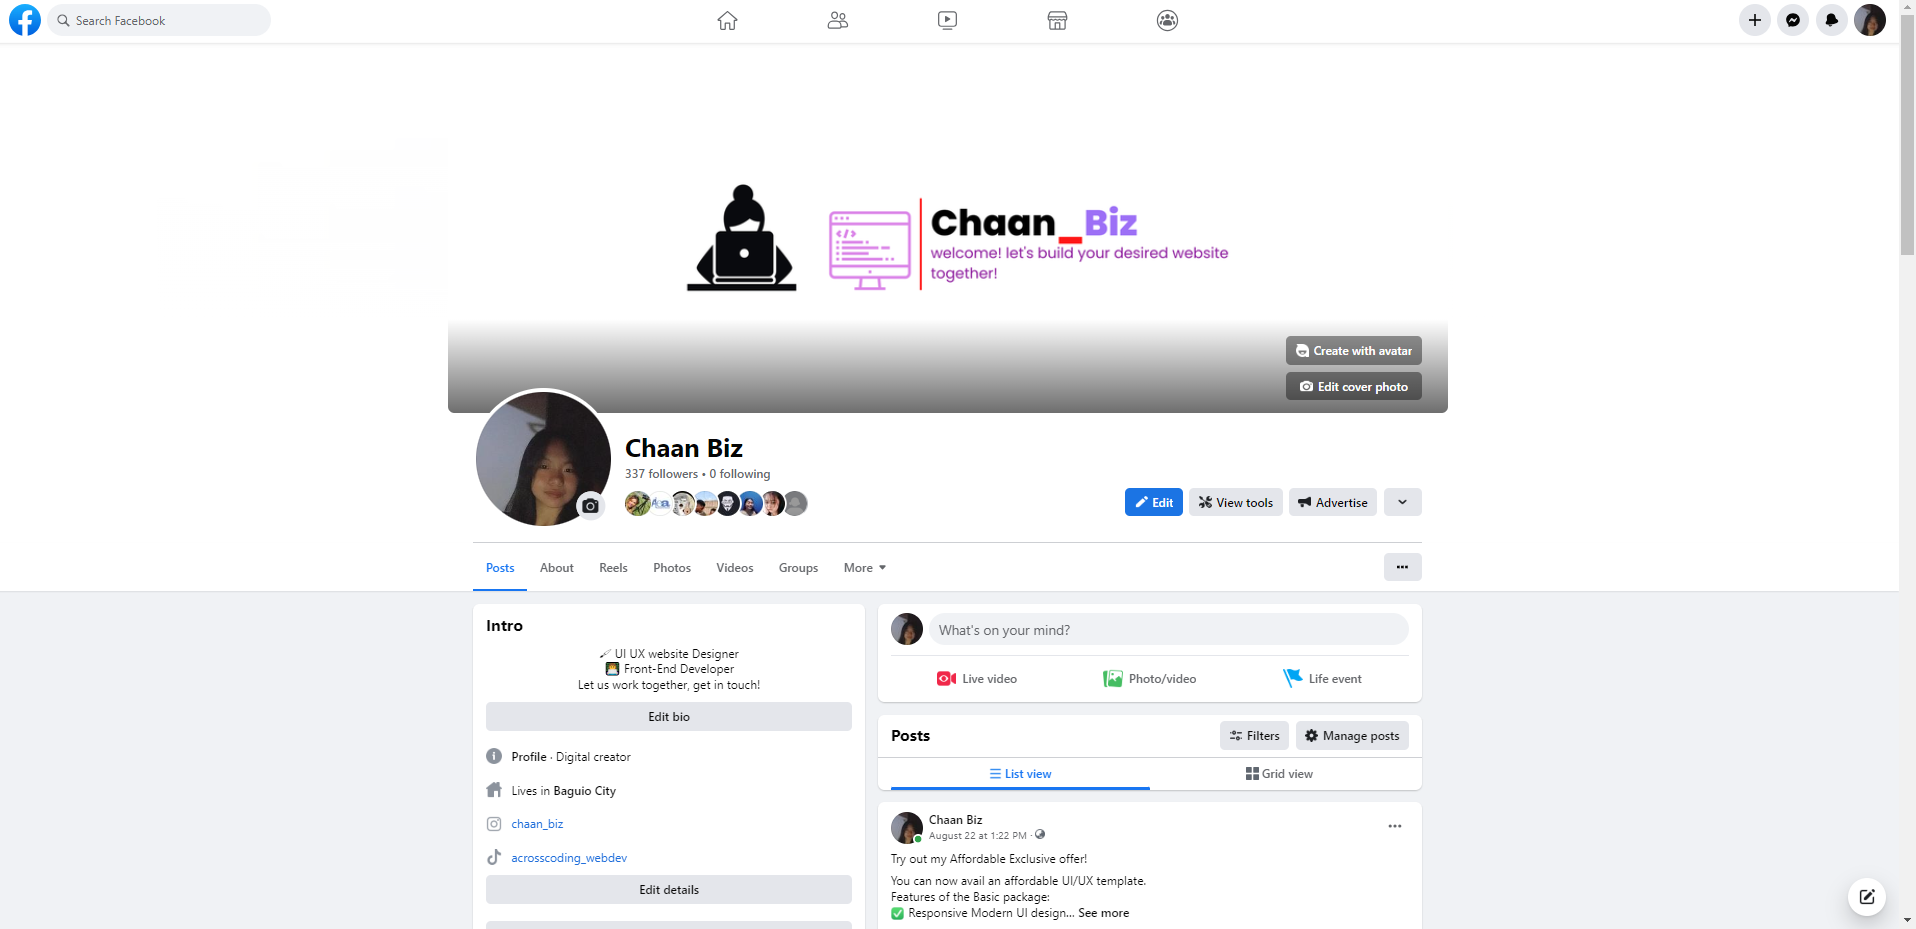 Search Facebook
</>
Chaan_Biz
welcome! let's build your desired website
together!
Create with avatar
Edit cover photo
Chaan Biz
337 followers • 0 following
Edit
View tools
Advertise
Posts
About
Reels
Photos
Videos
Groups
More
Intro
🖌 UI UX website Designer
👩‍💻 Front-End Developer
Let us work together, get in touch!
Edit bio
Profile · Digital creator
Lives in Baguio City
chaan_biz
acrosscoding_webdev
Edit details
What's on your mind?
Live video
Photo/video
Life event
Posts
Filters
Manage posts
List view
Grid view
Chaan Biz
August 22 at 1:22 PM ·
Try out my Affordable Exclusive offer!
You can now avail an affordable UI/UX template.
Features of the Basic package:
✅ Responsive Modern UI design... See more